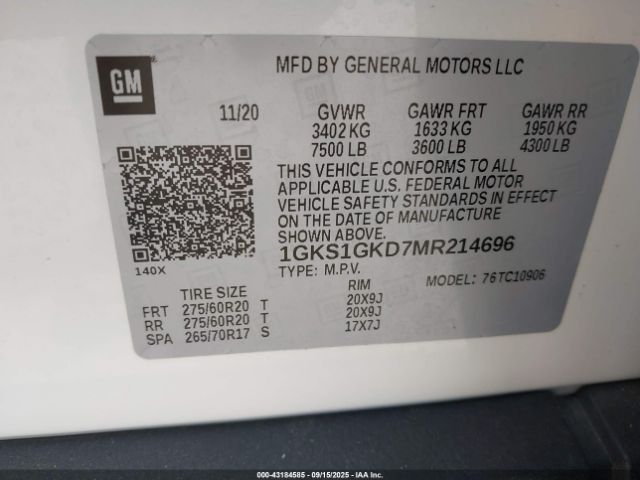 GM
MFD BY GENERAL MOTORS LLC
11/20 GVWR GAWR FRT GAWR RR
3402 KG 1633 KG 1950 KG
7500 LB 3600 LB 4300 LB
THIS VEHICLE CONFORMS TO ALL
APPLICABLE U.S. FEDERAL MOTOR
VEHICLE SAFETY STANDARDS IN EFFECT
ON THE DATE OF MANUFACTURE
SHOWN ABOVE.
1GKS1GKD7MR214696
140X TYPE: M.P.V. MODEL: 76TC10906
TIRE SIZE RIM
FRT 275/60R20 T 20X9J
RR 275/60R20 T 20X9J
SPA 265/70R17 S 17X7J
000-43184585 - 09/15/2025 - IAA Inc.